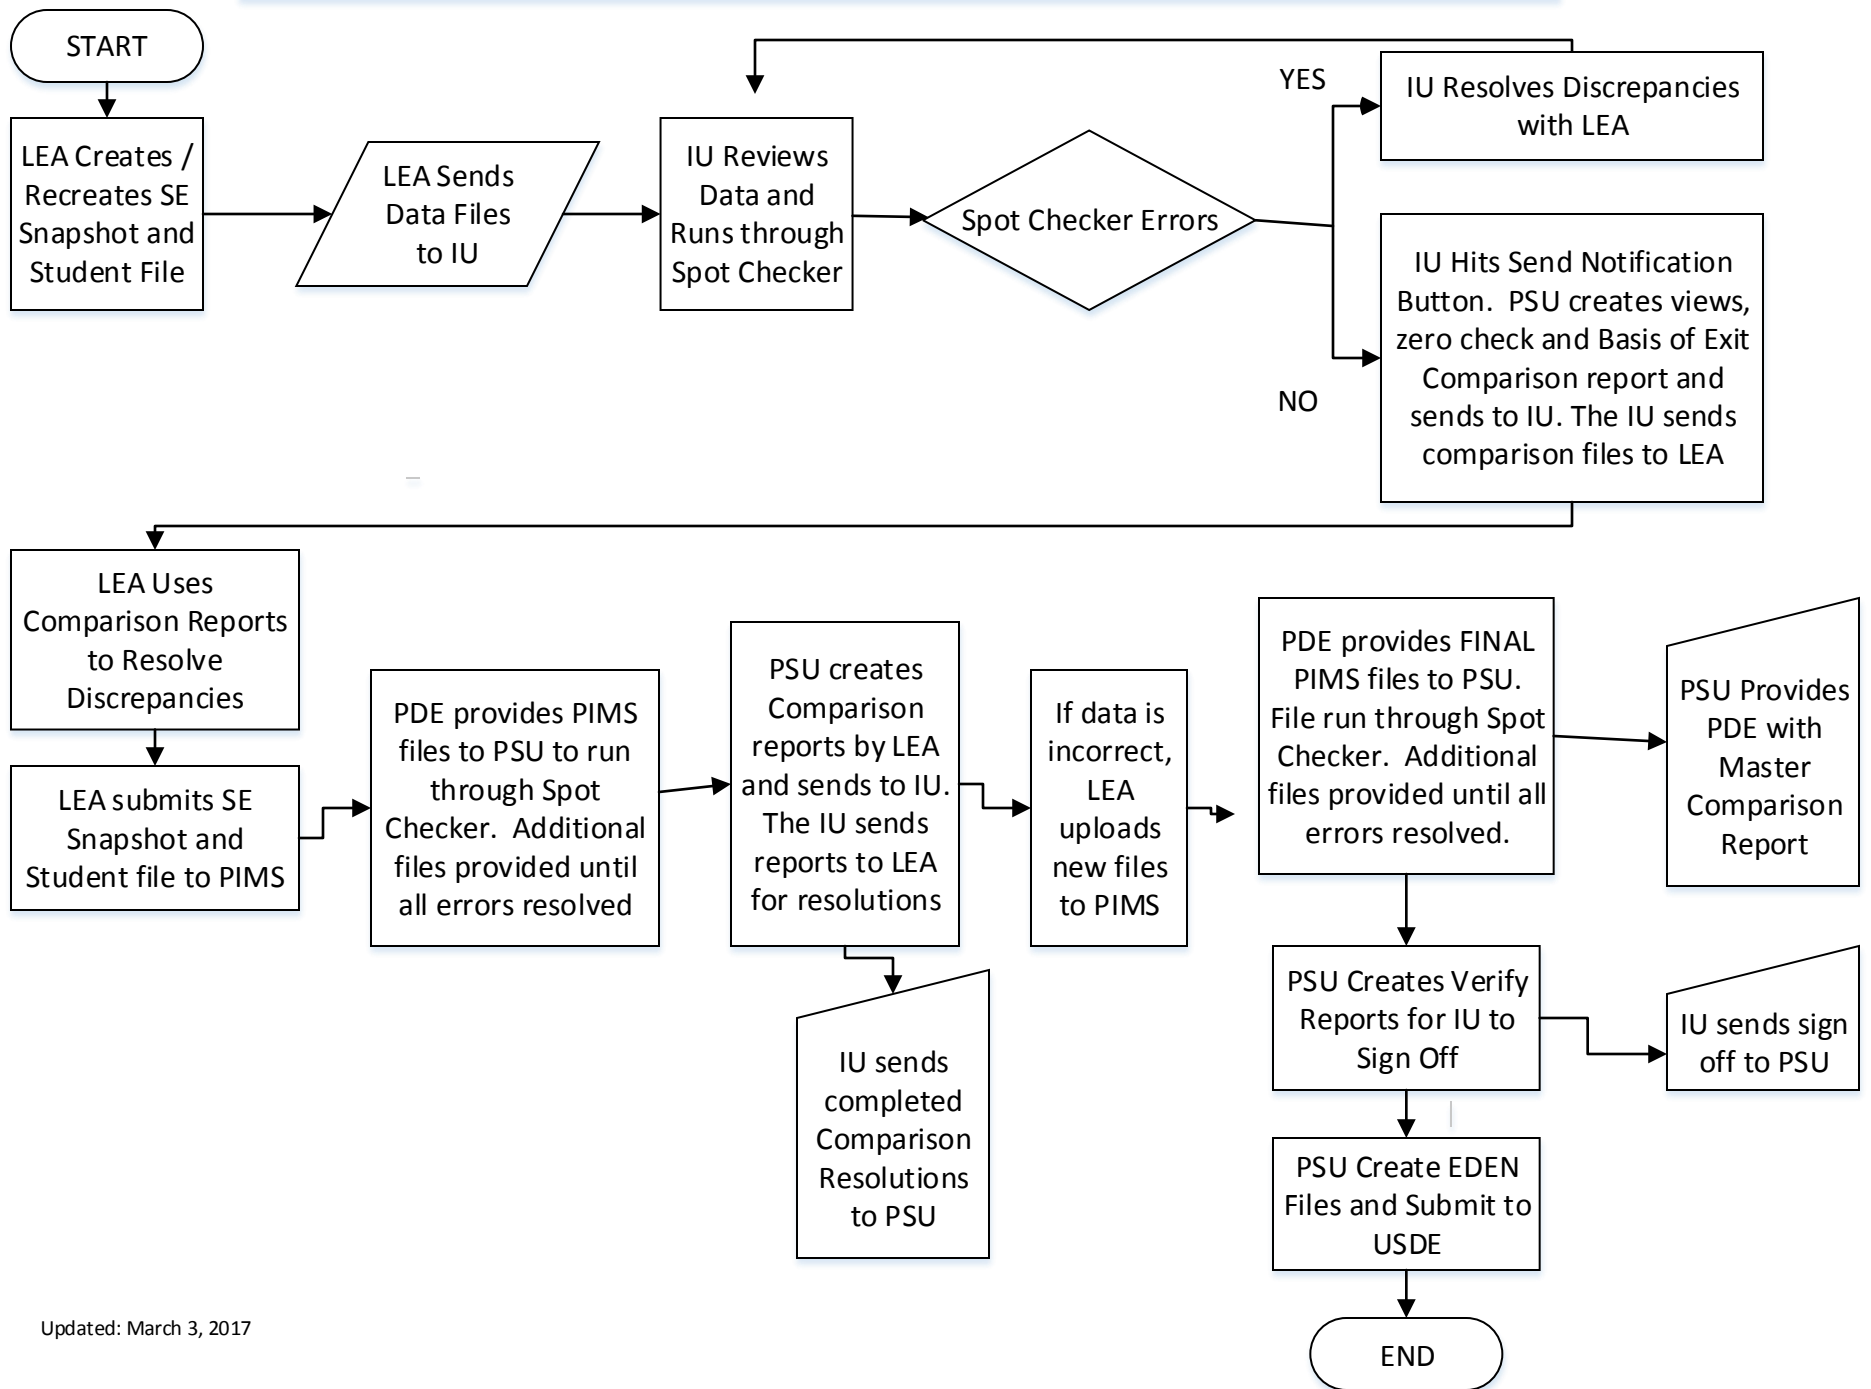 START
LEA Creates /
Recreates SE
Snapshot and
Student File
LEA Sends
Data Files
to IU
IU Reviews
Data and
Runs through
Spot Checker
Spot Checker Errors
YES
IU Resolves Discrepancies
with LEA
NO
IU Hits Send Notification
Button. PSU creates views,
zero check and Basis of Exit
Comparison report and
sends to IU. The IU sends
comparison files to LEA
LEA Uses
Comparison Reports
to Resolve
Discrepancies
LEA submits SE
Snapshot and
Student file to PIMS
PDE provides PIMS
files to PSU to run
through Spot
Checker. Additional
files provided until
all errors resolved
PSU creates
Comparison
reports by LEA
and sends to IU.
The IU sends
reports to LEA
for resolutions
IU sends
completed
Comparison
Resolutions
to PSU
If data is
incorrect,
LEA
uploads
new files
to PIMS
PDE provides FINAL
PIMS files to PSU.
File run through Spot
Checker. Additional
files provided until all
errors resolved.
PSU Provides
PDE with
Master
Comparison
Report
PSU Creates Verify
Reports for IU to
Sign Off
IU sends sign
off to PSU
PSU Create EDEN
Files and Submit to
USDE
END
Updated: March 3, 2017